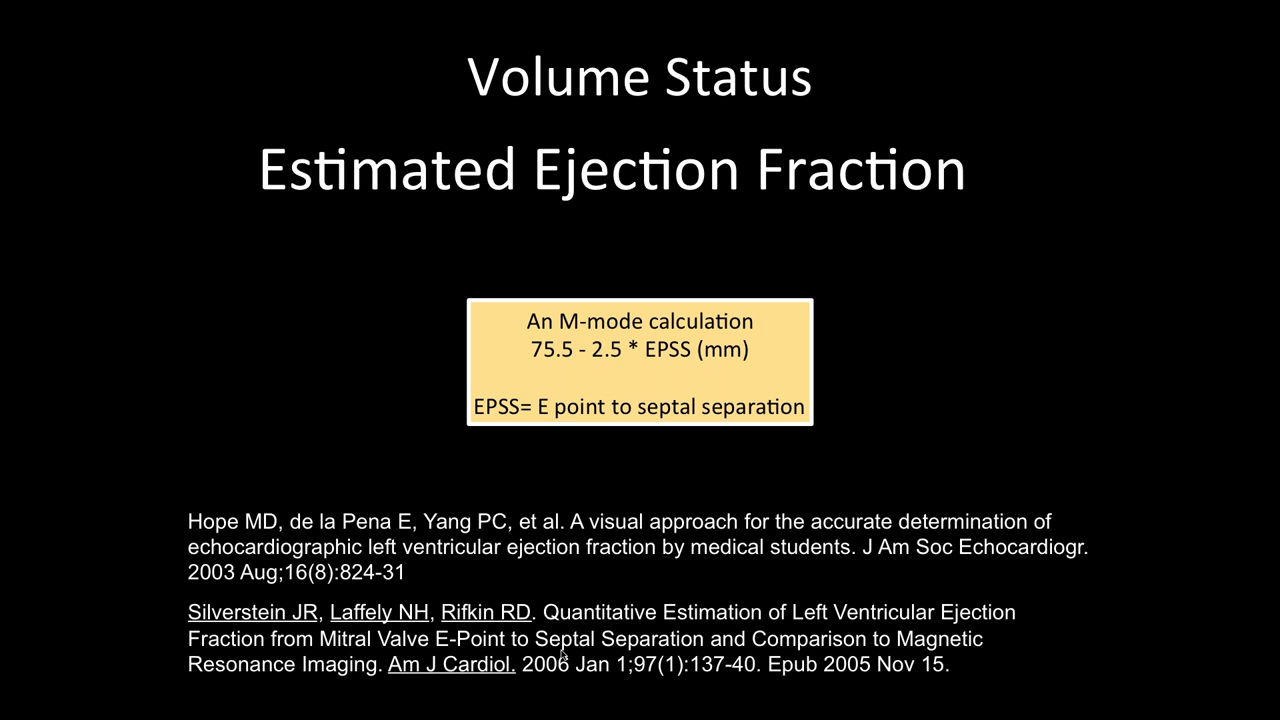 Volume Status
Estimated Ejection Fraction
An M-mode calculation
75.5 - 2.5 * EPSS (mm)
EPSS= E point to septal separation
Hope MD, de la Pena E, Yang PC, et al. A visual approach for the accurate determination of
echocardiographic left ventricular ejection fraction by medical students. J Am Soc Echocardiogr.
2003 Aug;16(8):824-31
Silverstein JR, Laffely NH, Rifkin RD. Quantitative Estimation of Left Ventricular Ejection
Fraction from Mitral Valve E-Point to Septal Separation and Comparison to Magnetic
Resonance Imaging. Am J Cardiol. 2006 Jan 1;97(1):137-40. Epub 2005 Nov 15.